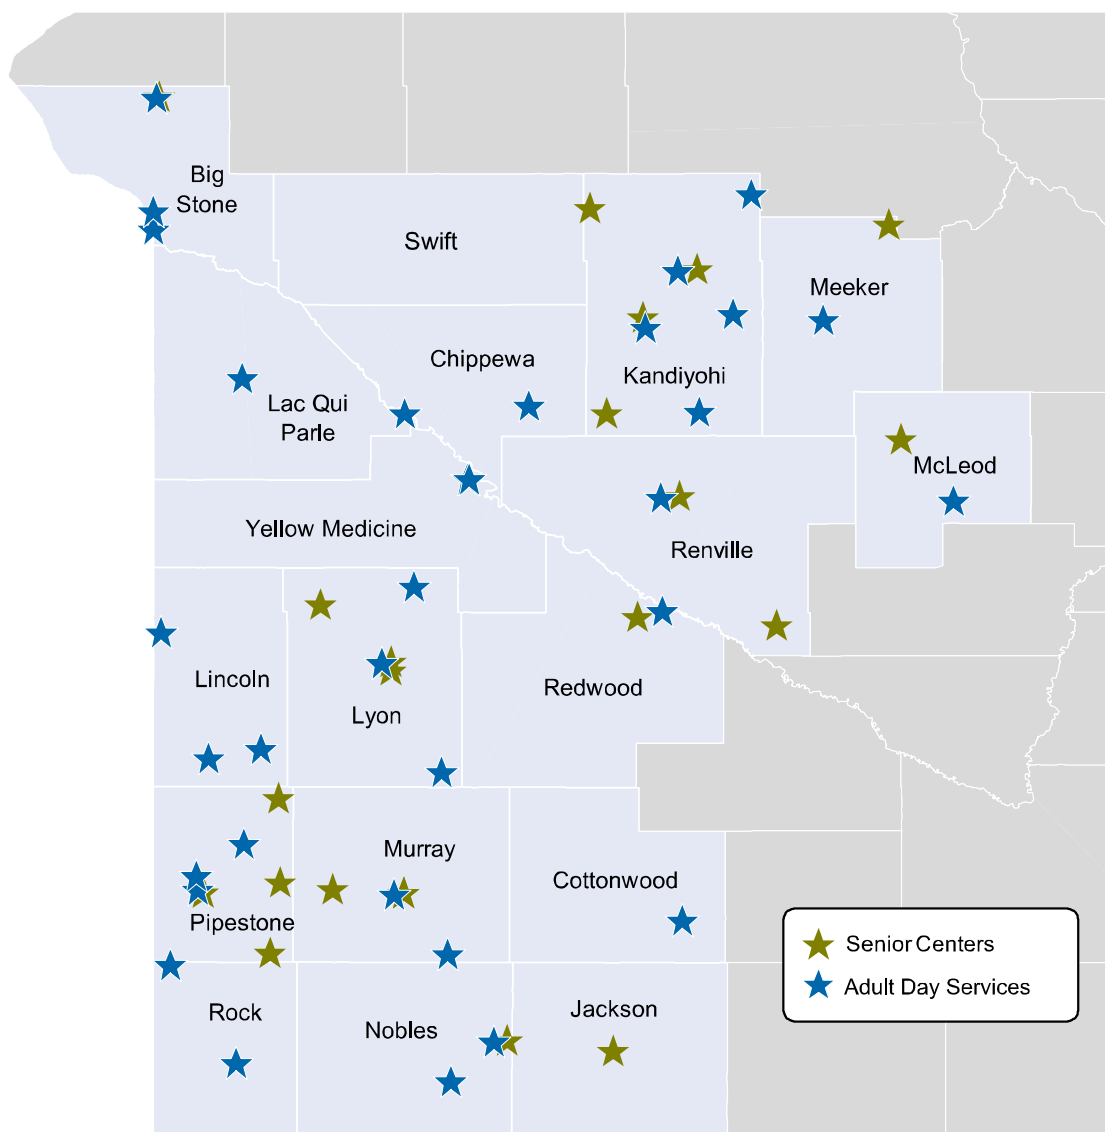 Big
Stone
Swift
Meeker
Chippewa
Kandiyohi
Lac Qui
Parle
McLeod
Yellow Medicine
Renville
Lincoln
Redwood
Lyon
Murray
Cottonwood
Pipestone
Senior Centers
Adult Day Services
Rock
Nobles
Jackson